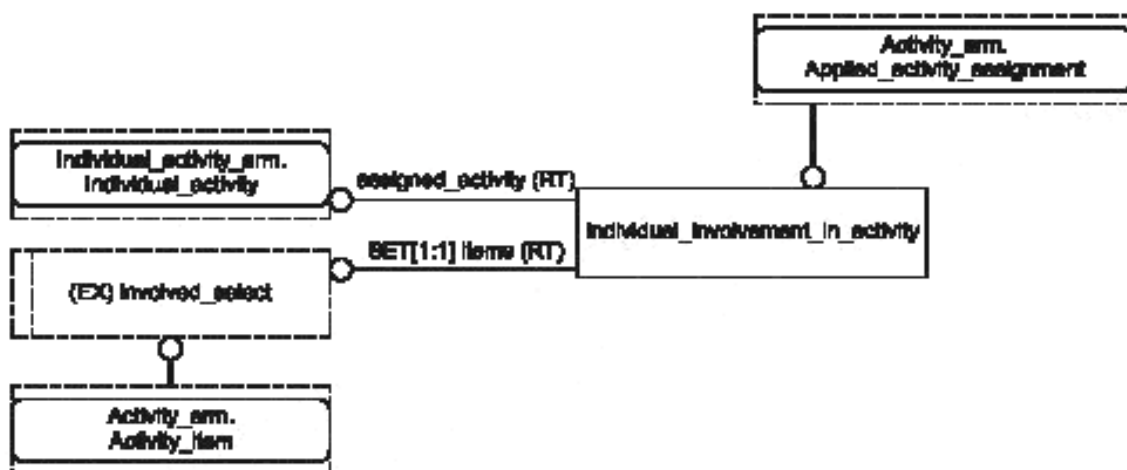 Activity_arm.
Applied_activity_assignment
Individual_activity_arm.
Individual_activity
assigned_activity (RT)
Individual_involvement_in_activity
SET[1:1] items (RT)
(EX) involved_select
Activity_arm.
Activity_item